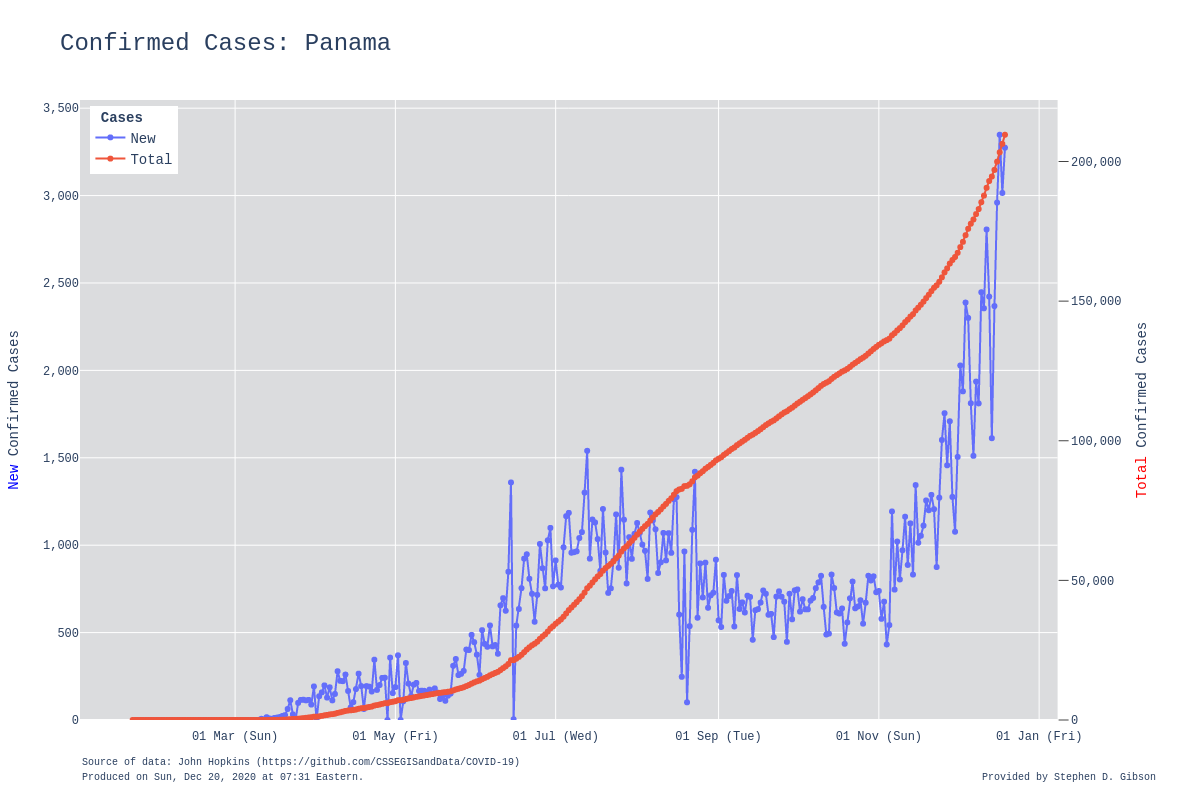 Confirmed Cases: Panama
Cases
New
Total
3,500
3,000
2,500
2,000
1,500
1,000
500
0
New Confirmed Cases
200,000
150,000
100,000
50,000
0
Total Confirmed Cases
01 Mar (Sun)
01 May (Fri)
01 Jul (Wed)
01 Sep (Tue)
01 Nov (Sun)
01 Jan (Fri)
Source of data: John Hopkins (https://github.com/CSSEGISandData/COVID-19)
Produced on Sun, Dec 20, 2020 at 07:31 Eastern.
Provided by Stephen D. Gibson